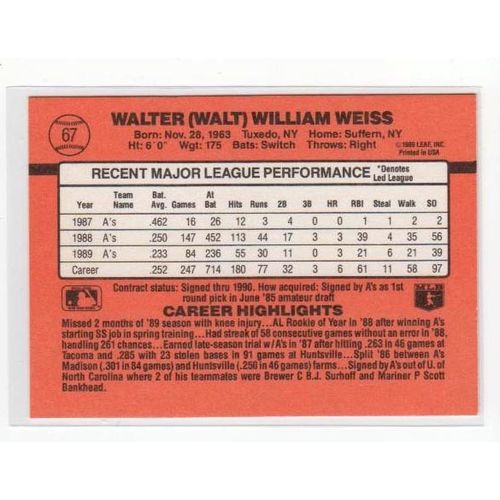 67
WALTER (WALT) WILLIAM WEISS
Born: Nov. 28, 1963 Tuxedo, NY Home: Suffern, NY
Ht: 6'0" Wgt: 175 Bats: Switch Throws: Right
©1989 LEAF, INC.
Printed in USA
RECENT MAJOR LEAGUE PERFORMANCE *Denotes Led League
Year Team Name Bat. Avg. Games At Bat Hits Runs 2B 3B HR RBI Steal Walk SO
1987 A's .462 16 26 12 3 4 0 0 1 1 2 2
1988 A's .250 147 452 113 44 17 3 3 39 4 35 56
1989 A's .233 84 236 55 30 11 0 3 21 6 21 39
Career .252 247 714 180 77 32 3 6 61 11 58 97
Contract status: Signed thru 1990. How acquired: Signed by A's as 1st
round pick in June '85 amateur draft
MLB
CAREER HIGHLIGHTS
Missed 2 months of '89 season with knee injury...AL Rookie of Year in '88 after winning A's
starting SS job in spring training...Had streak of 58 consecutive games without an error in '88,
handling 261 chances...Earned late-season trial w/A's in '87 after hitting .263 in 46 games at
Tacoma and .285 with 23 stolen bases in 91 games at Huntsville...Split '86 between A's
Madison (.301 in 84 games) and Huntsville (.250 in 46 games) farms...Signed by A's out of U. of
North Carolina where 2 of his teammates were Brewer C B.J. Surhoff and Mariner P Scott
Bankhead.